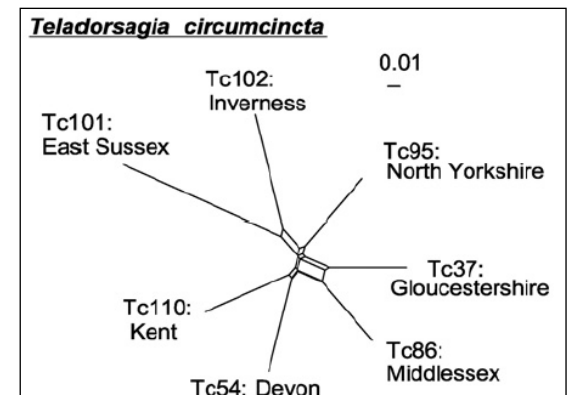 Teladorsagia circumcincta
0.01
Tc102:
Inverness
Tc101:
East Sussex
Tc95:
North Yorkshire
Tc37:
Gloucestershire
Tc110:
Kent
Tc86:
Middlessex
Tc54: Devon